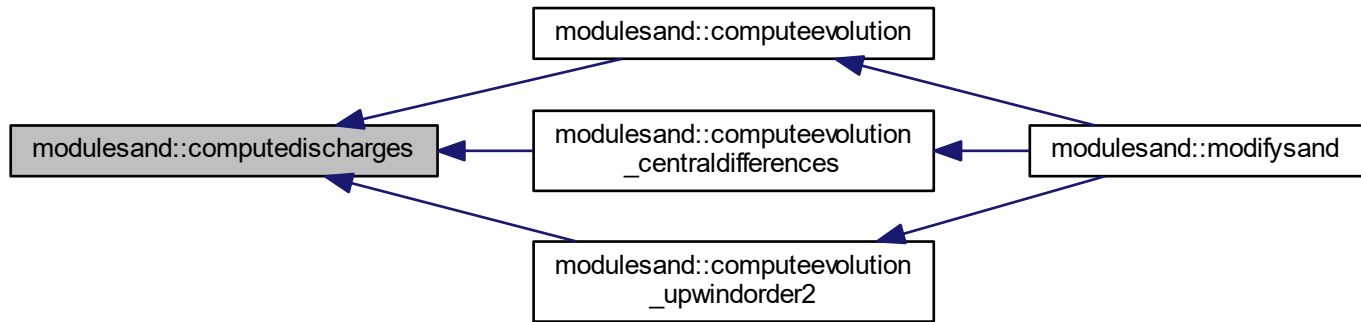 modulesand::computeevolution
modulesand::computedischarges
modulesand::computeevolution
_centraldifferences
modulesand::modifysand
modulesand::computeevolution
_upwindorder2